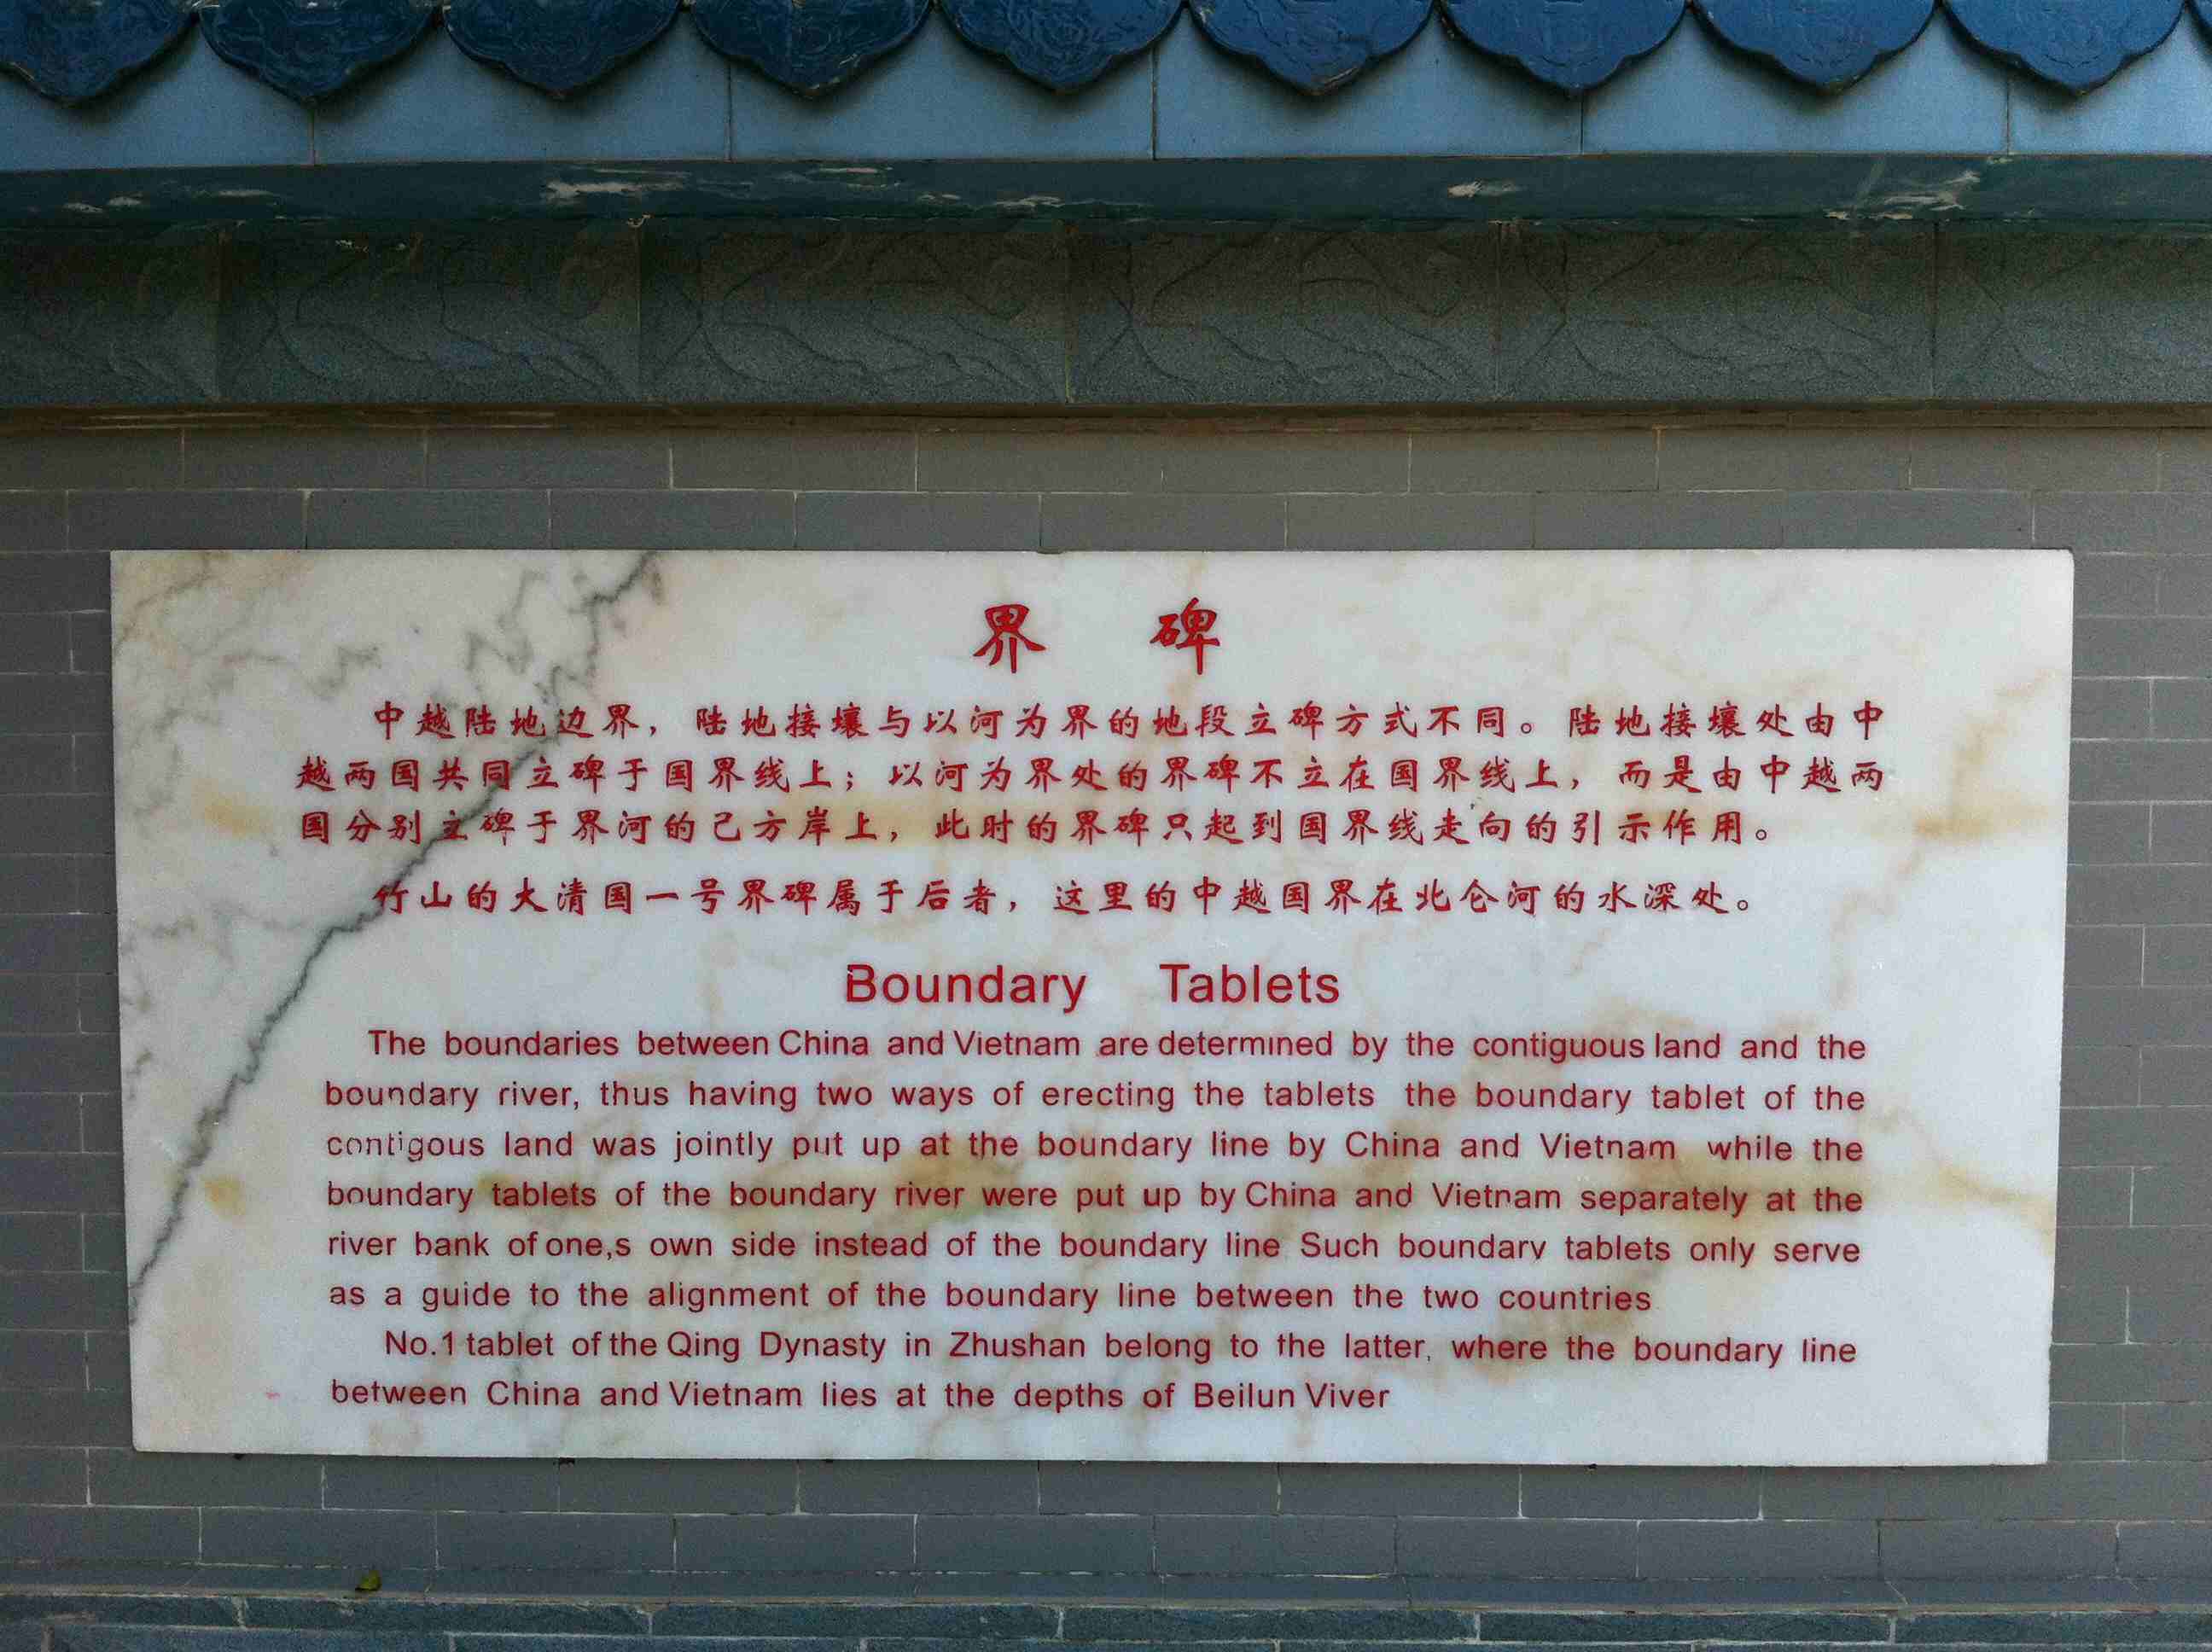 界 碑
中越陆地边界，陆地接壤与以河为界的地段立碑方式不同。陆地接壤处由中
越两国共同立碑于国界线上；以河为界处的界碑不立在国界线上，而是由中越两
国分别立碑于界河的己方岸上，此时的界碑只起到国界线走向的引示作用。
竹山的大清国一号界碑属于后者，这里的中越国界在北仑河的水深处。
Boundary Tablets
The boundaries between China and Vietnam are determined by the contiguous land and the
boundary river, thus having two ways of erecting the tablets the boundary tablet of the
contigous land was jointly put up at the boundary line by China and Vietnam while the
boundary tablets of the boundary river were put up by China and Vietnam separately at the
river bank of one,s own side instead of the boundary line Such boundary tablets only serve
as a guide to the alignment of the boundary line between the two countries
No.1 tablet of the Qing Dynasty in Zhushan belong to the latter, where the boundary line
between China and Vietnam lies at the depths of Beilun Viver